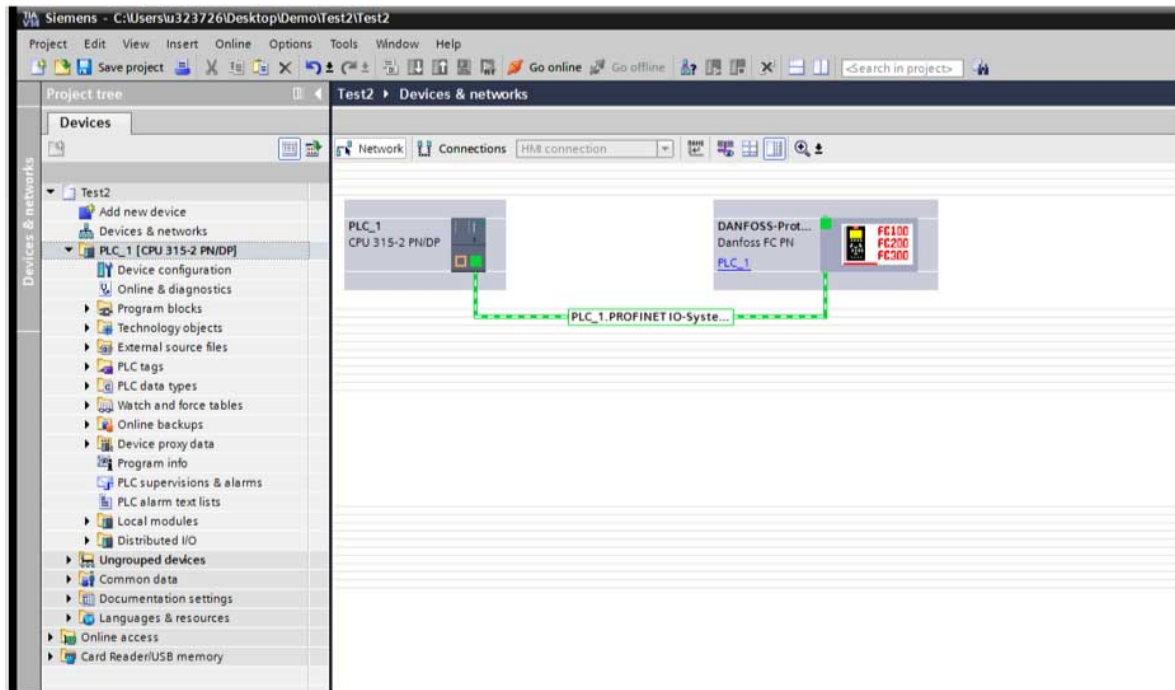 Siemens - C:\Users\u323726\Desktop\Demo\Test2\Test2
Project Edit View Insert Online Options Tools Window Help
Save project Go online Go offline <Search in project>
Project tree
Test2 ▸ Devices & networks
Devices
Network Connections HMI connection
Devices & networks
Test2
Add new device
Devices & networks
PLC_1 [CPU 315-2 PN/DP]
Device configuration
Online & diagnostics
Program blocks
Technology objects
External source files
PLC tags
PLC data types
Watch and force tables
Online backups
Device proxy data
Program info
PLC supervisions & alarms
PLC alarm text lists
Local modules
Distributed I/O
Ungrouped devices
Common data
Documentation settings
Languages & resources
Online access
Card Reader/USB memory
PLC_1
CPU 315-2 PN/DP
DANFOSS-Prot...
Danfoss FC PN
PLC_1
FC100
FC200
FC300
PLC_1.PROFINET IO-Syste...